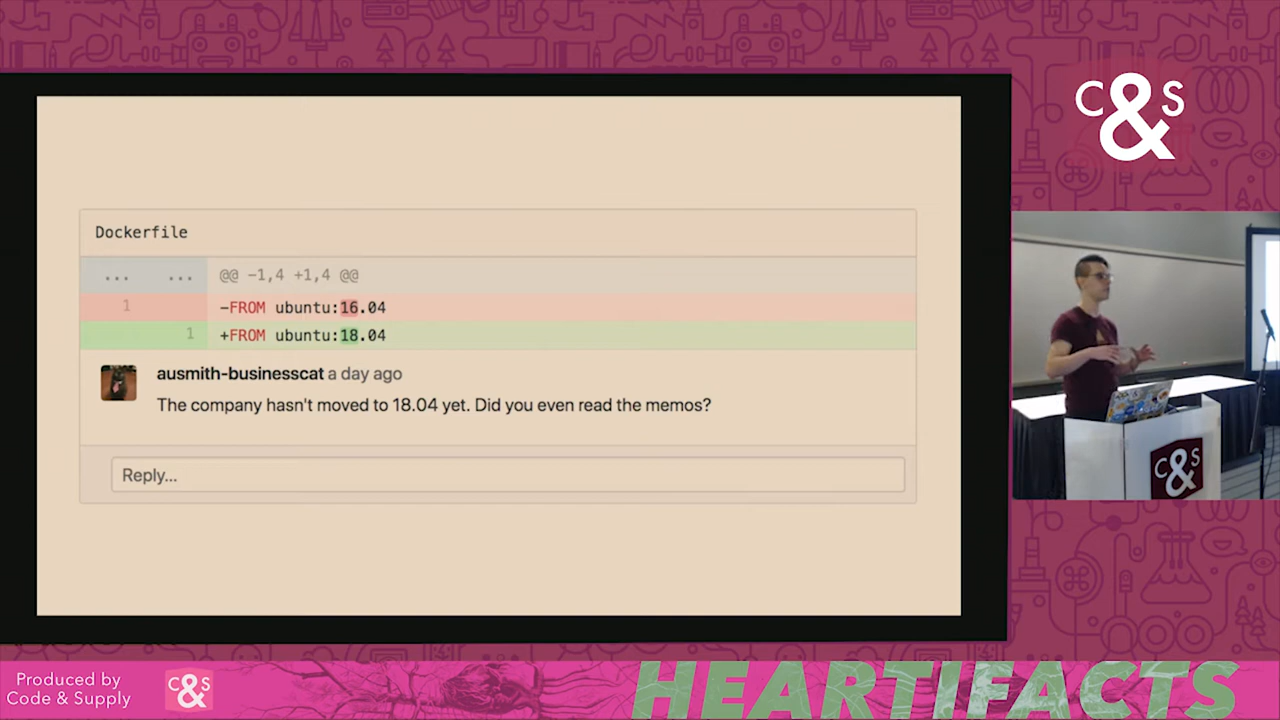 C&S
Dockerfile
... ... @@ -1,4 +1,4 @@
1 -FROM ubuntu:16.04
1 +FROM ubuntu:18.04
ausmith-businesscat a day ago
The company hasn't moved to 18.04 yet. Did you even read the memos?
Reply...
C&S
Produced by
Code & Supply
C&S
HEARTIFACTS